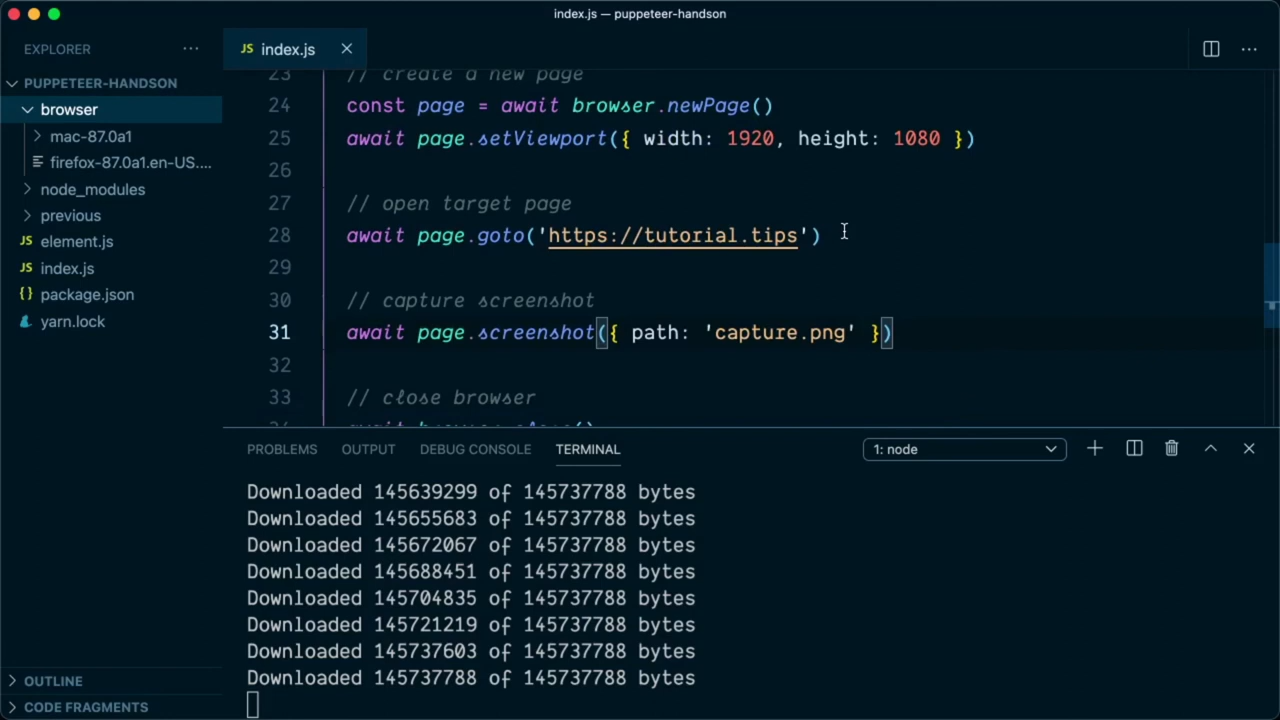 index.js — puppeteer-handson
EXPLORER
PUPPETEER-HANDSON
browser
mac-87.0a1
firefox-87.0a1.en-US....
node_modules
previous
JS element.js
JS index.js
{} package.json
yarn.lock
OUTLINE
CODE FRAGMENTS
JS index.js
23 // create a new page
24 const page = await browser.newPage()
25 await page.setViewport({ width: 1920, height: 1080 })
26
27 // open target page
28 await page.goto('https://tutorial.tips')
29
30 // capture screenshot
31 await page.screenshot({ path: 'capture.png' })
32
33 // close browser
PROBLEMS OUTPUT DEBUG CONSOLE TERMINAL 1: node
Downloaded 145639299 of 145737788 bytes
Downloaded 145655683 of 145737788 bytes
Downloaded 145672067 of 145737788 bytes
Downloaded 145688451 of 145737788 bytes
Downloaded 145704835 of 145737788 bytes
Downloaded 145721219 of 145737788 bytes
Downloaded 145737603 of 145737788 bytes
Downloaded 145737788 of 145737788 bytes